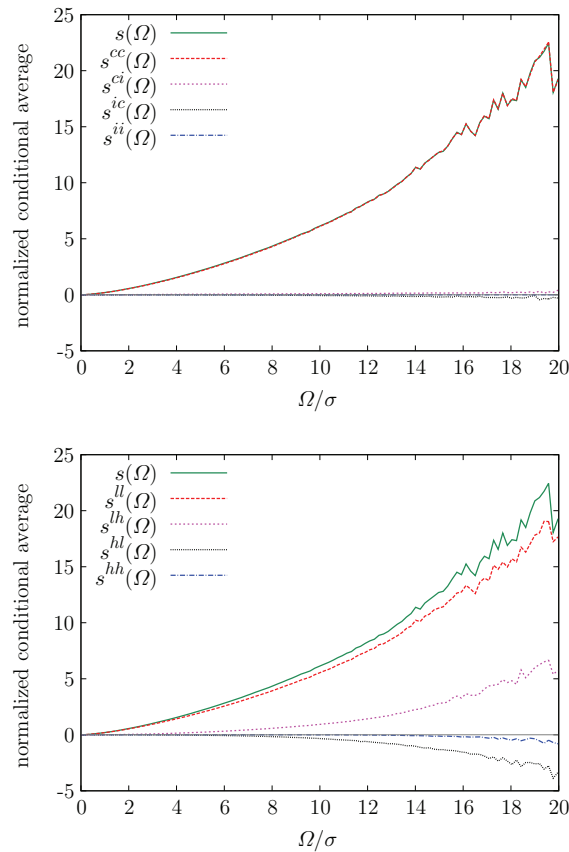 25
20
15
10
5
0
-5
normalized conditional average
s(Ω)
s^{cc}(Ω)
s^{ci}(Ω)
s^{ic}(Ω)
s^{ii}(Ω)
0 2 4 6 8 10 12 14 16 18 20
Ω/σ
25
20
15
10
5
0
-5
normalized conditional average
s(Ω)
s^{ll}(Ω)
s^{lh}(Ω)
s^{hl}(Ω)
s^{hh}(Ω)
0 2 4 6 8 10 12 14 16 18 20
Ω/σ